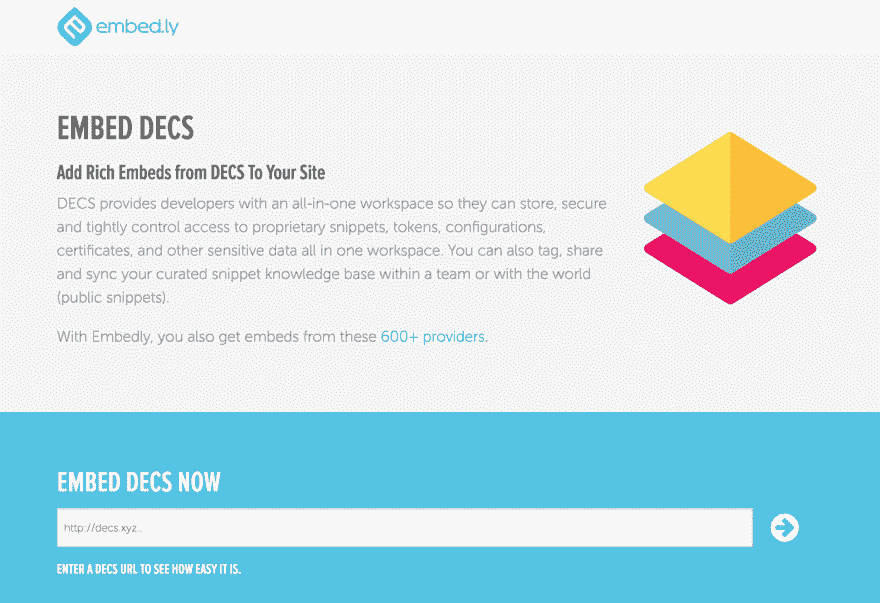 embed.ly
EMBED DECS
Add Rich Embeds from DECS To Your Site
DECS provides developers with an all-in-one workspace so they can store, secure
and tightly control access to proprietary snippets, tokens, configurations,
certificates, and other sensitive data all in one workspace. You can also tag, share
and sync your curated snippet knowledge base within a team or with the world
(public snippets).
With Embedly, you also get embeds from these 600+ providers.
EMBED DECS NOW
http://decs.xyz..
ENTER A DECS URL TO SEE HOW EASY IT IS.